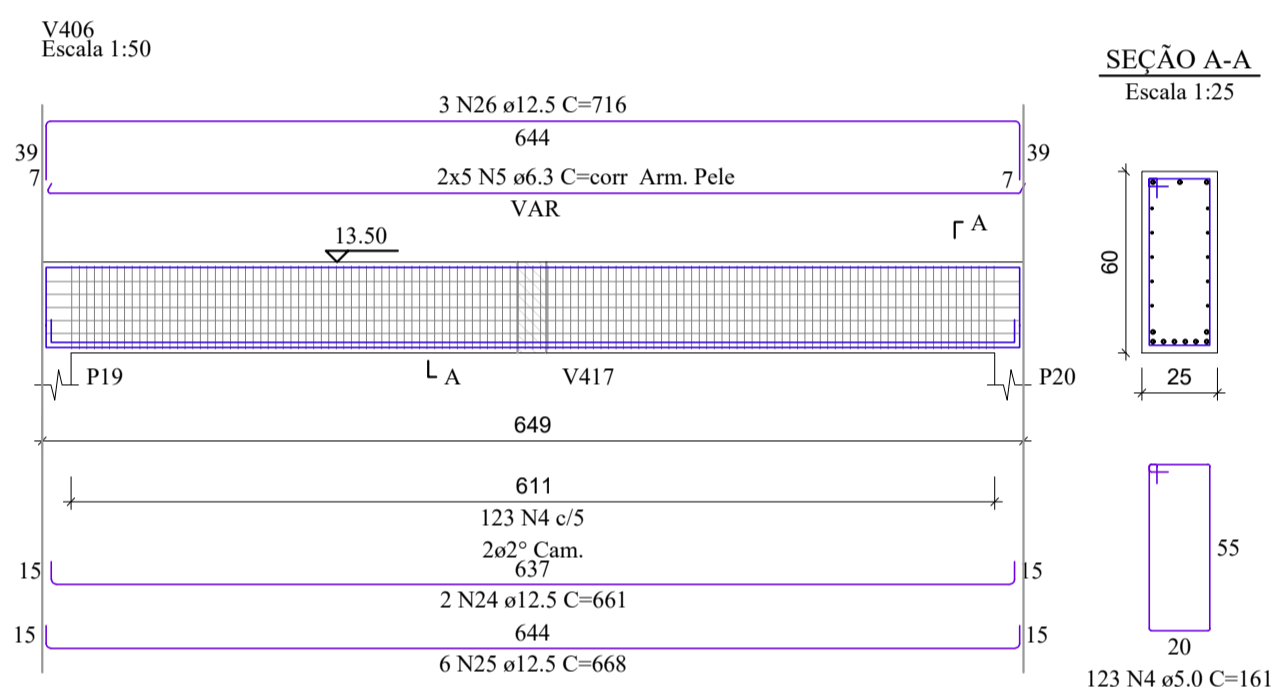 V406
Escala 1:50
3 N26 ø12.5 C=716
644
39
39
7
7
2x5 N5 ø6.3 C=corr Arm. Pele
VAR
A
13.50
P19
A
V417
P20
649
611
123 N4 c/5
2ø2° Cam.
15
637
15
2 N24 ø12.5 C=661
15
644
15
6 N25 ø12.5 C=668
SEÇÃO A-A
Escala 1:25
60
25
55
20
123 N4 ø5.0 C=161